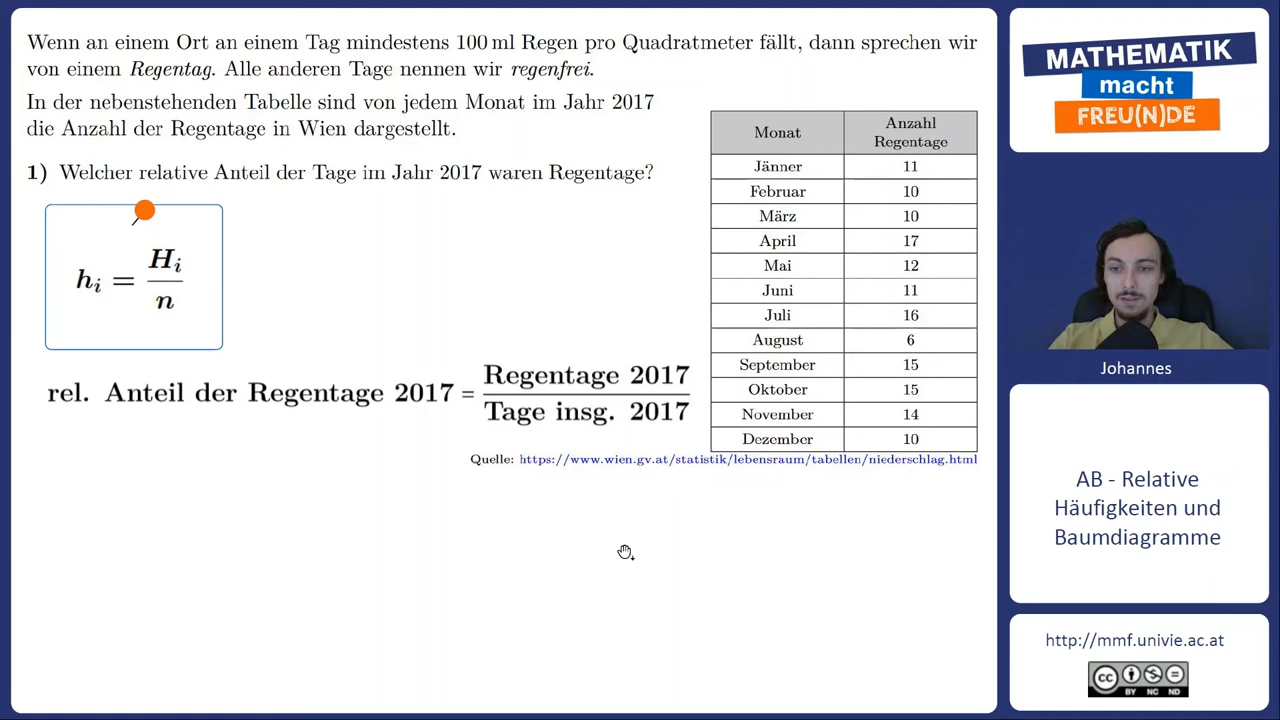 Wenn an einem Ort an einem Tag mindestens 100 ml Regen pro Quadratmeter fällt, dann sprechen wir
von einem Regentag. Alle anderen Tage nennen wir regenfrei.
In der nebenstehenden Tabelle sind von jedem Monat im Jahr 2017
die Anzahl der Regentage in Wien dargestellt.
1) Welcher relative Anteil der Tage im Jahr 2017 waren Regentage?
h_i = H_i / n
rel. Anteil der Regentage 2017 = Regentage 2017 / Tage insg. 2017
Monat Anzahl Regentage
Jänner 11
Februar 10
März 10
April 17
Mai 12
Juni 11
Juli 16
August 6
September 15
Oktober 15
November 14
Dezember 10
Quelle: https://www.wien.gv.at/statistik/lebensraum/tabellen/niederschlag.html
MATHEMATIK
macht
FREU(N)DE
Johannes
AB - Relative
Häufigkeiten und
Baumdiagramme
http://mmf.univie.ac.at
cc
BY NC ND